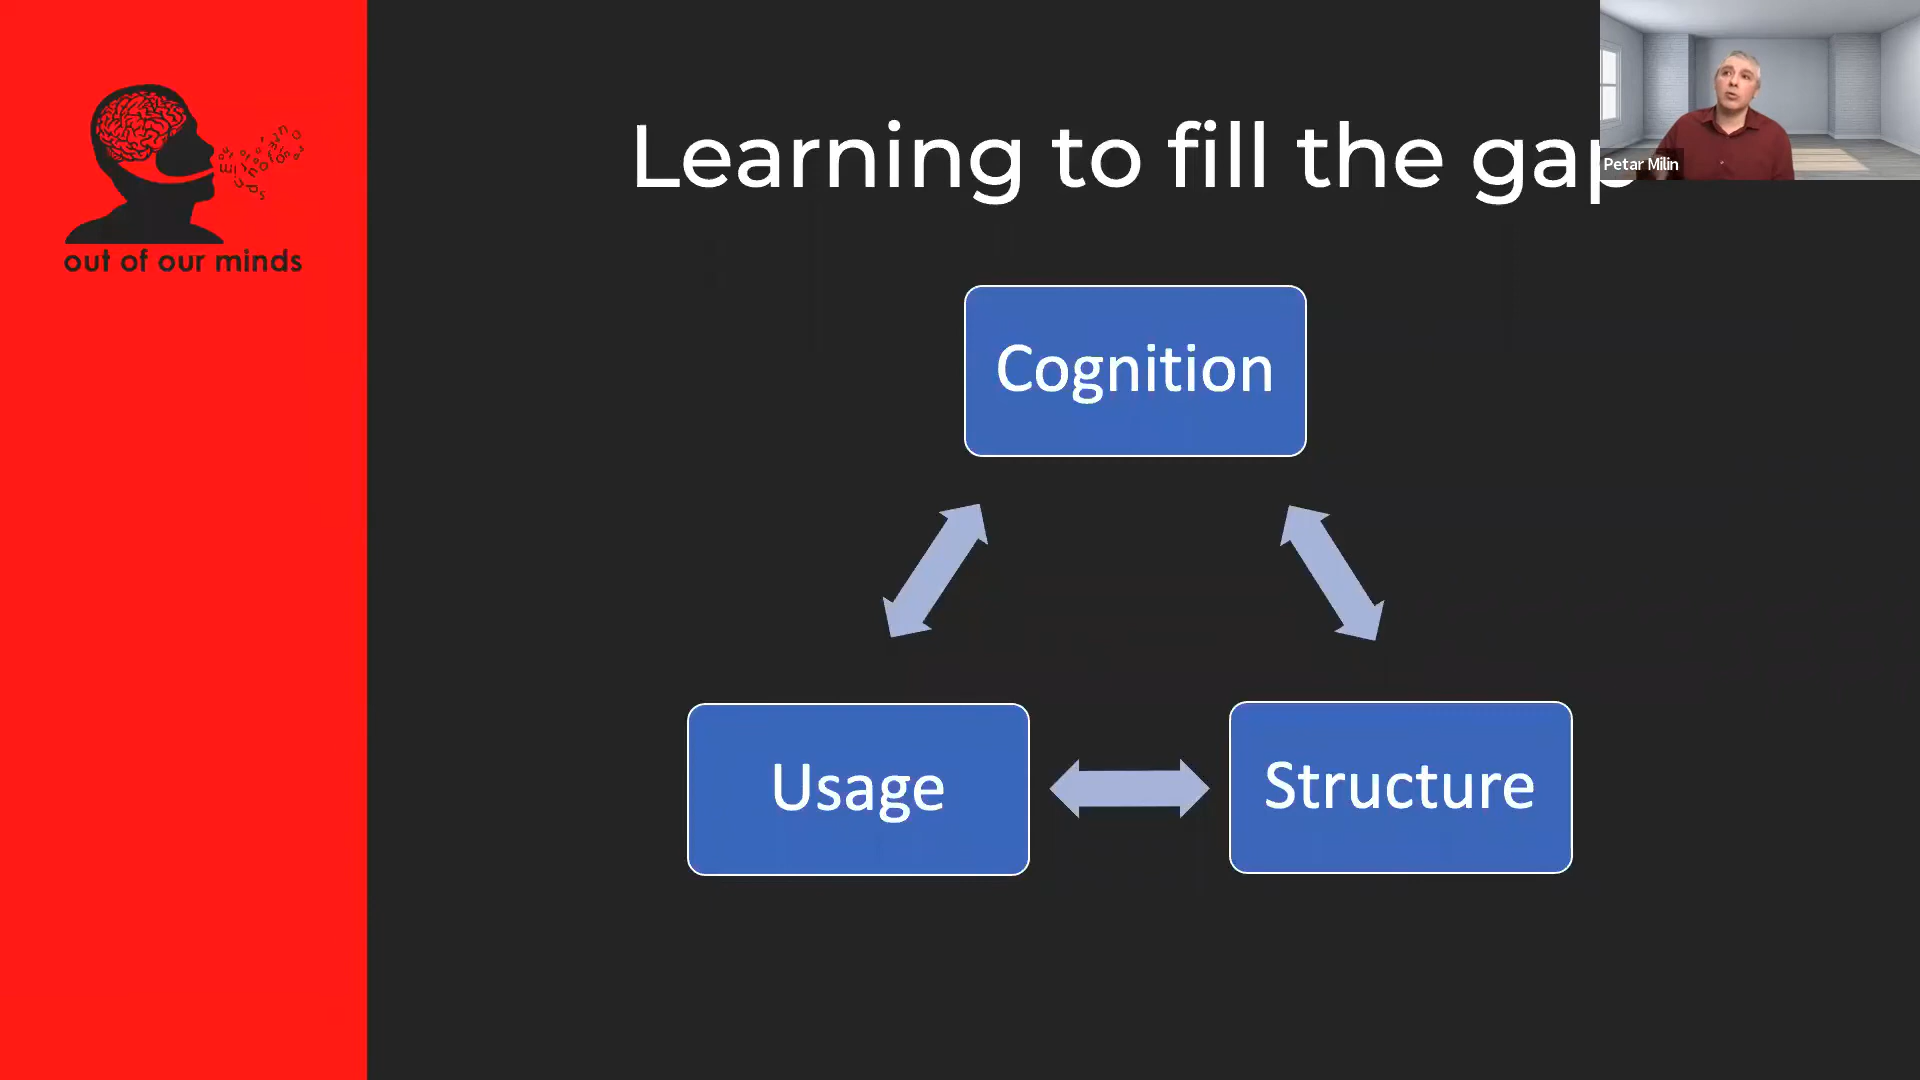 Learning to fill the gap
Petar Milin
out of our minds
Cognition
Usage
Structure